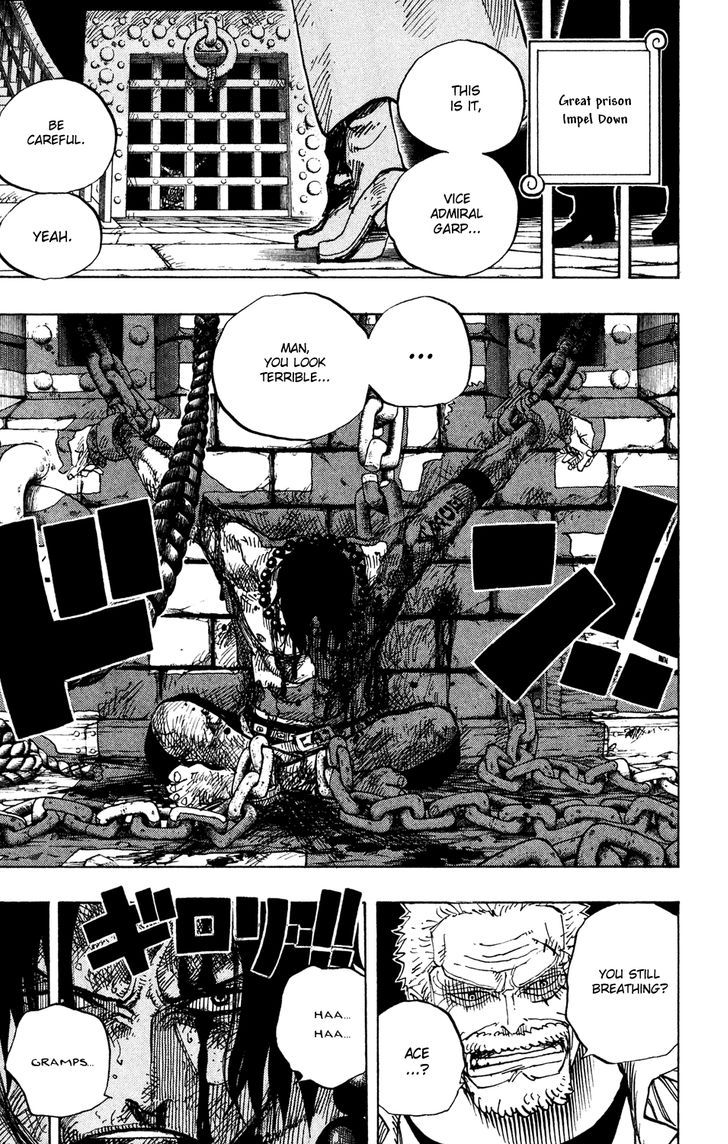 Great prison
Impel Down
THIS
IS IT,
VICE
ADMIRAL
GARP...
BE
CAREFUL.
YEAH.
...
MAN,
YOU LOOK
TERRIBLE...
ド
ン!!
YOU STILL
BREATHING?
ACE
...?
ギロリ...!!!
HAA...
HAA...
GRAMPS...